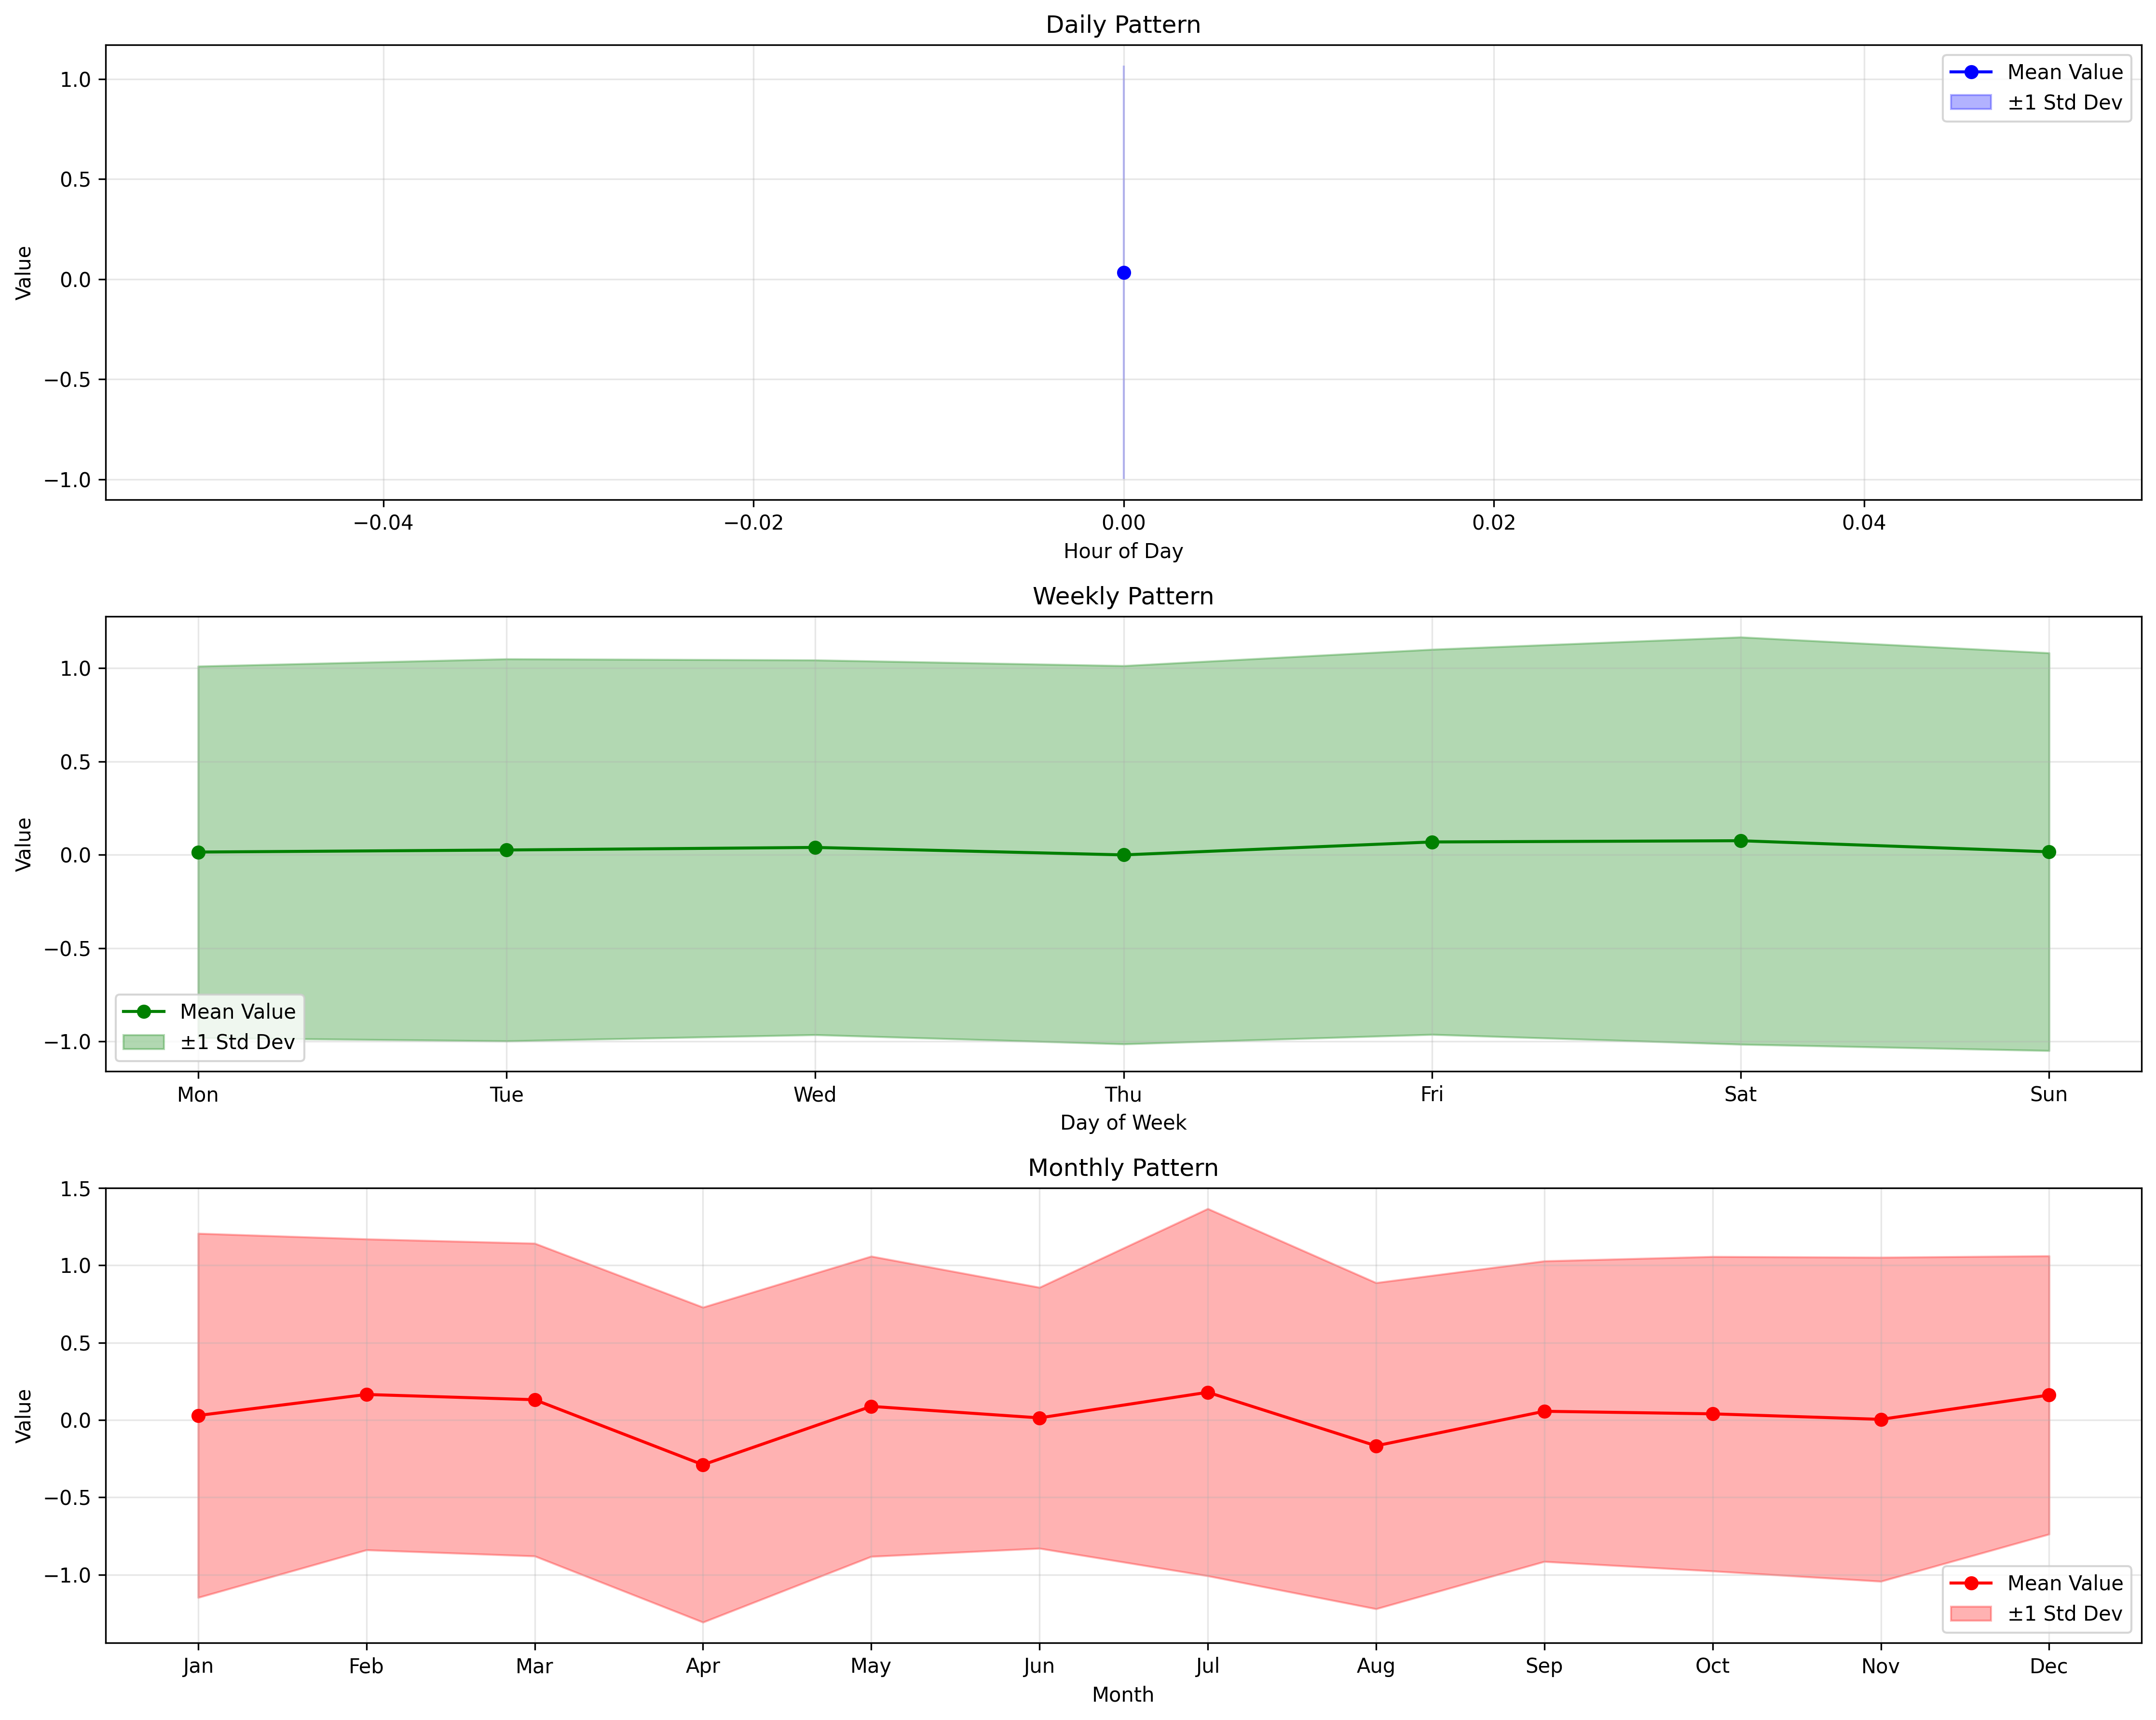 Daily Pattern
1.0
0.5
0.0
−0.5
−1.0
Value
Mean Value
±1 Std Dev
−0.04 −0.02 0.00 0.02 0.04
Hour of Day
Weekly Pattern
1.0
0.5
0.0
−0.5
−1.0
Value
Mean Value
±1 Std Dev
Mon Tue Wed Thu Fri Sat Sun
Day of Week
Monthly Pattern
1.5
1.0
0.5
0.0
−0.5
−1.0
Value
Mean Value
±1 Std Dev
Jan Feb Mar Apr May Jun Jul Aug Sep Oct Nov Dec
Month